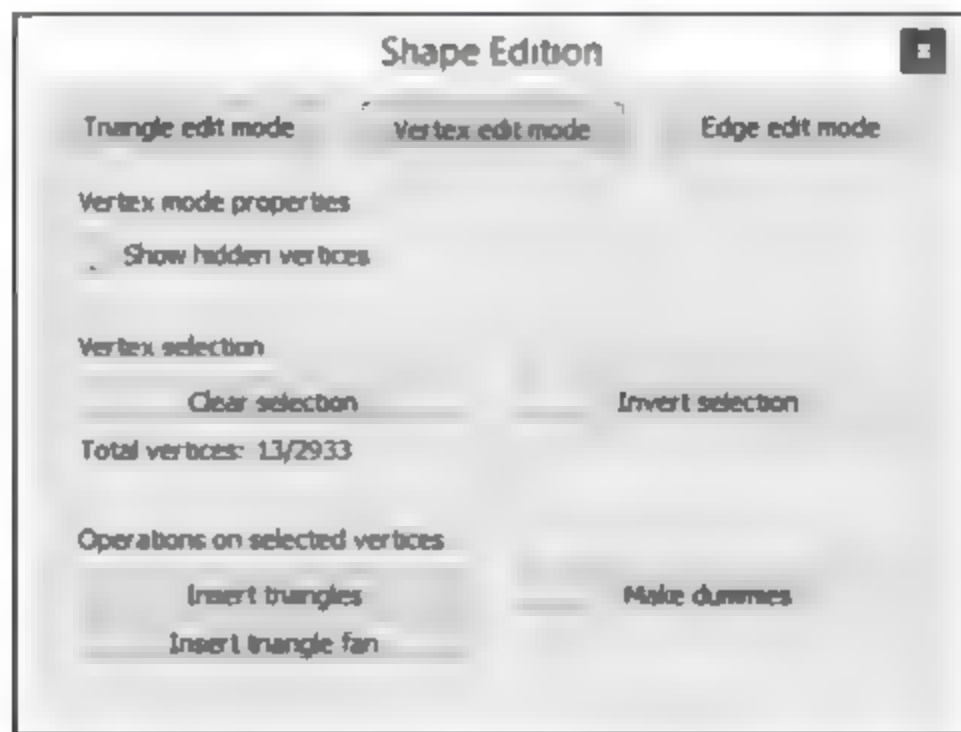 Shape Edition
Triangle edit mode Vertex edit mode Edge edit mode
Vertex mode properties
Show hidden vertices
Vertex selection
Clear selection Invert selection
Total vertices: 13/2933
Operations on selected vertices
Insert triangles Make dummies
Insert triangle fan